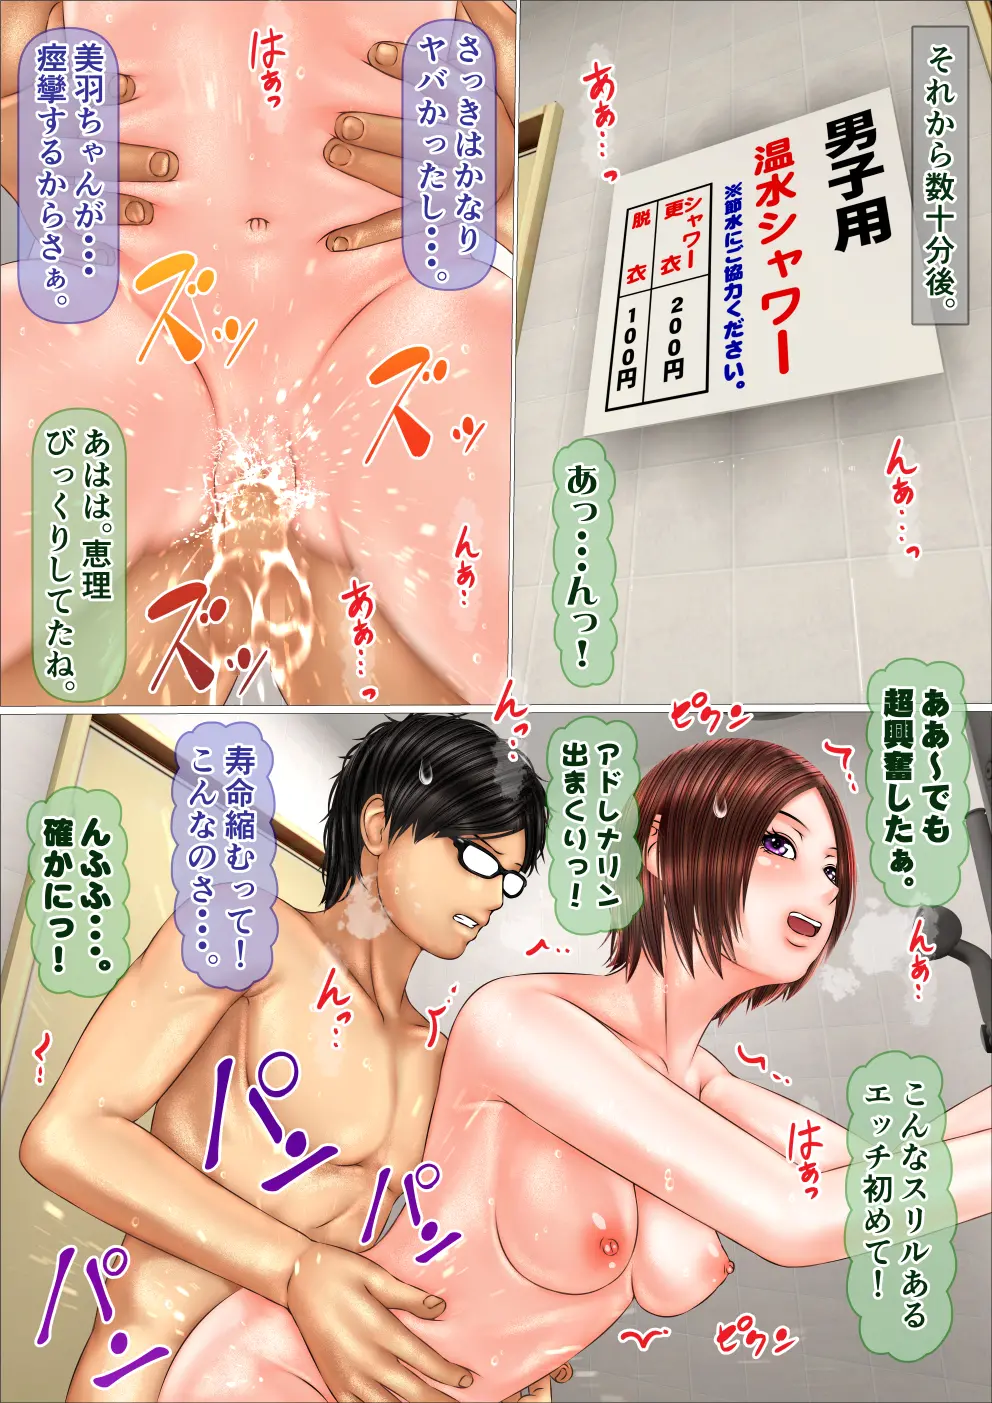 それから数十分後。
男子用
温水シャワー
※節水にご協力ください。
シャワー
更衣
200円
脱衣
100円
あぁ…っ
んぁ…っ
あっ…んっ！
さっきはかなり
ヤバかったし…。
はぁっ
美羽ちゃんが…
痙攣するからさぁ。
ズッ
ズッ
ズッ
あはは。恵理
びっくりしてたね。
んぁ…
あぁ…っ
ああ～でも
超興奮したぁ。
ピクン
んっ…
アドレナリン
出まくりっ！
寿命縮むって！
こんなのさ…。
んふふ…。
確かにっ！
んぁ…
んっ…
こんなスリルある
エッチ初めて！
はぁっ
パンッ
パンッ
パンッ
ピクン